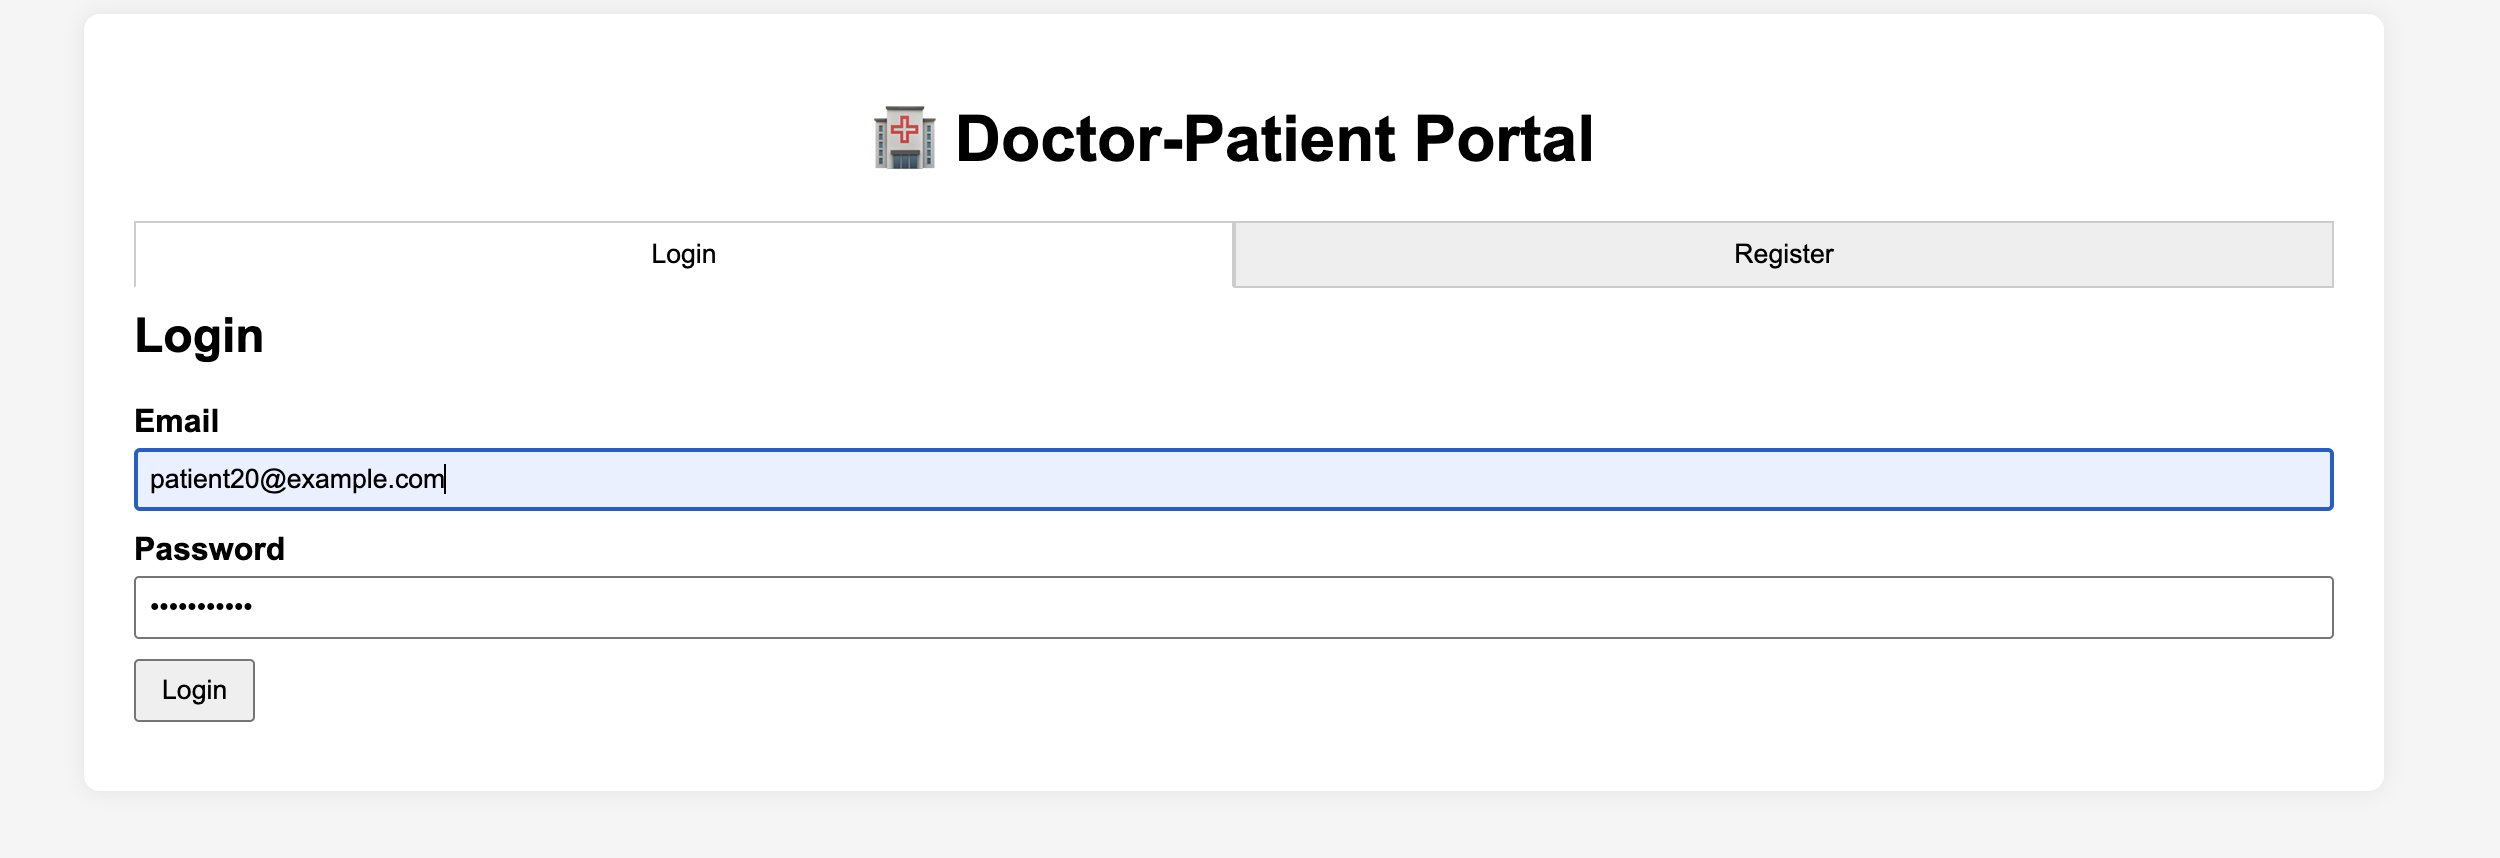 Doctor-Patient Portal
Login
Register
Login
Email
patient20@example.com
Password
•••••••••••
Login